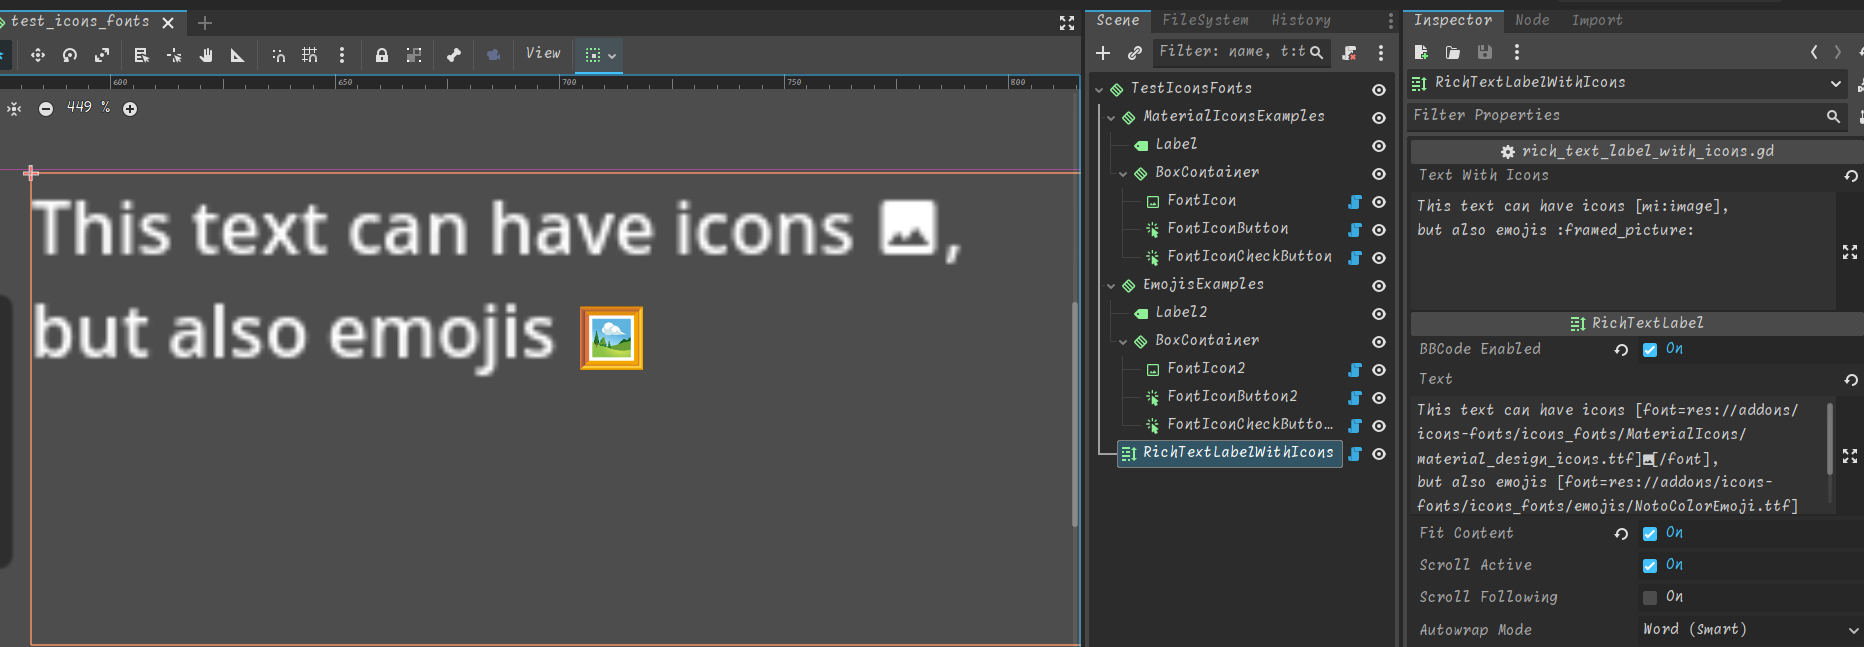 test_icons_fonts
View
600 650 700 750 800
449 %
This text can have icons ,
but also emojis
Scene FileSystem History
Filter: name, t:t
TestIconsFonts
MaterialIconsExamples
Label
BoxContainer
FontIcon
FontIconButton
FontIconCheckButton
EmojisExamples
Label2
BoxContainer
FontIcon2
FontIconButton2
FontIconCheckButto...
RichTextLabelWithIcons
Inspector Node Import
RichTextLabelWithIcons
Filter Properties
rich_text_label_with_icons.gd
Text With Icons
This text can have icons [mi:image],
but also emojis :framed_picture:
RichTextLabel
BBCode Enabled On
Text
This text can have icons [font=res://addons/
icons-fonts/icons_fonts/MaterialIcons/
material_design_icons.ttf][/font],
but also emojis [font=res://addons/icons-
fonts/icons_fonts/emojis/NotoColorEmoji.ttf]
Fit Content On
Scroll Active On
Scroll Following On
Autowrap Mode Word (Smart)